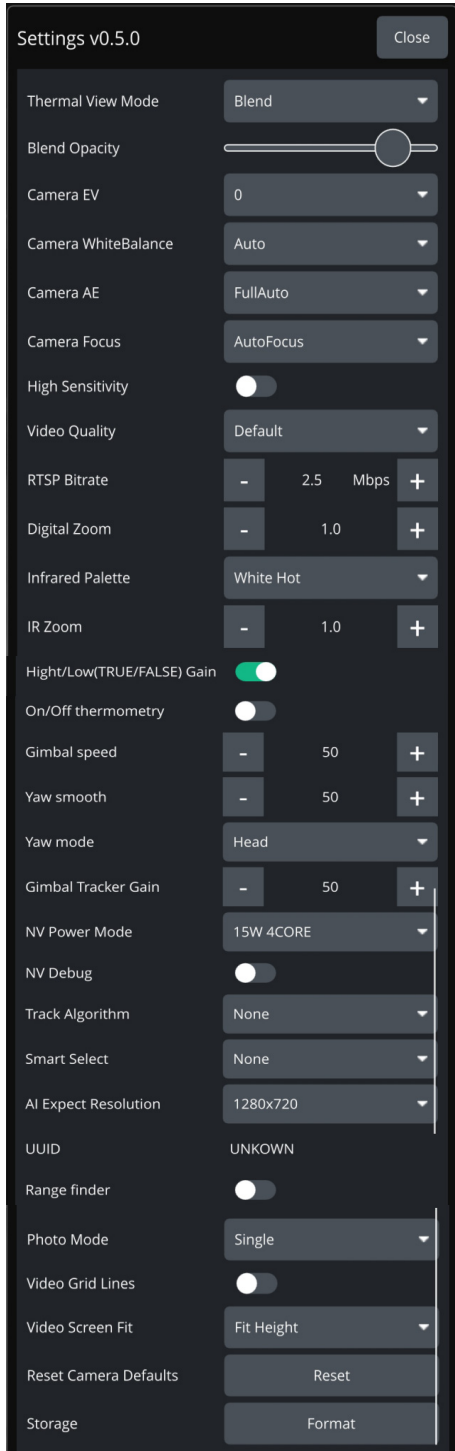 Settings v0.5.0 Close
Thermal View Mode Blend
Blend Opacity
Camera EV 0
Camera WhiteBalance Auto
Camera AE FullAuto
Camera Focus AutoFocus
High Sensitivity
Video Quality Default
RTSP Bitrate - 2.5 Mbps +
Digital Zoom - 1.0 +
Infrared Palette White Hot
IR Zoom - 1.0 +
Hight/Low(TRUE/FALSE) Gain
On/Off thermometry
Gimbal speed - 50 +
Yaw smooth - 50 +
Yaw mode Head
Gimbal Tracker Gain - 50 +
NV Power Mode 15W 4CORE
NV Debug
Track Algorithm None
Smart Select None
AI Expect Resolution 1280x720
UUID UNKOWN
Range finder
Photo Mode Single
Video Grid Lines
Video Screen Fit Fit Height
Reset Camera Defaults Reset
Storage Format